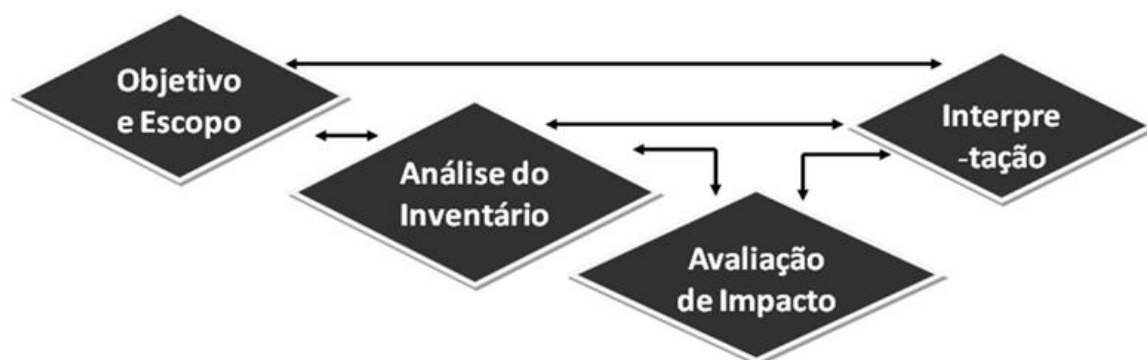 Objetivo
e Escopo
Análise do
Inventário
Avaliação
de Impacto
Interpre
-tação